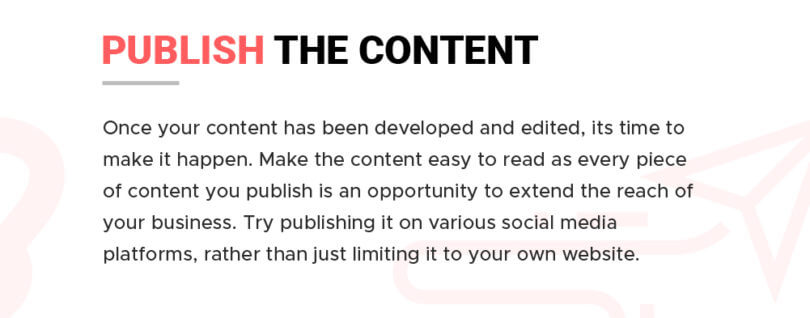 PUBLISH THE CONTENT
Once your content has been developed and edited, its time to
make it happen. Make the content easy to read as every piece
of content you publish is an opportunity to extend the reach of
your business. Try publishing it on various social media
platforms, rather than just limiting it to your own website.